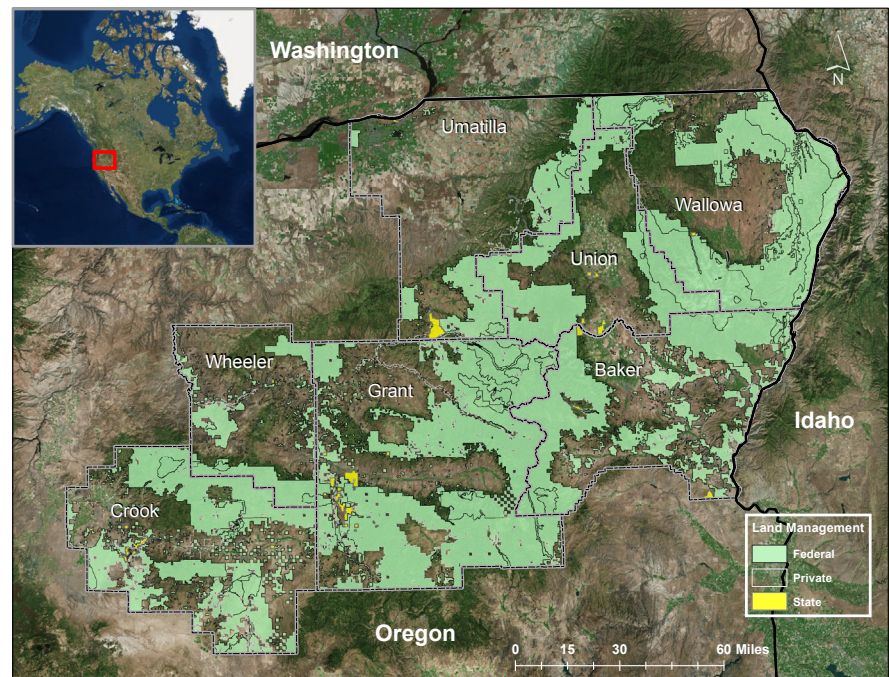 Washington
N
Umatilla
Wallowa
Union
Wheeler
Grant
Baker
Idaho
Crook
Land Management
Federal
Private
State
Oregon
0 15 30 60 Miles